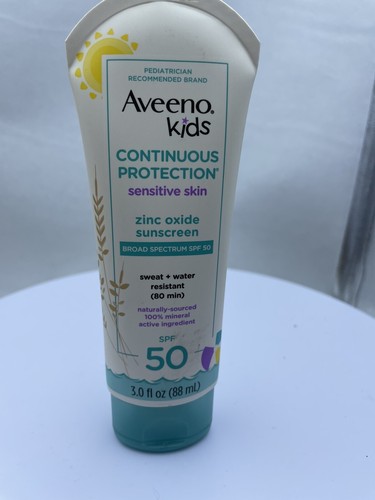 PEDIATRICIAN
RECOMMENDED BRAND
Aveeno®
kids
CONTINUOUS
PROTECTION®
sensitive skin
zinc oxide
sunscreen
BROAD SPECTRUM SPF 50
sweat + water
resistant
(80 min)
naturally-sourced
100% mineral
active ingredient
SPF
50
3.0 fl oz (88 mL)